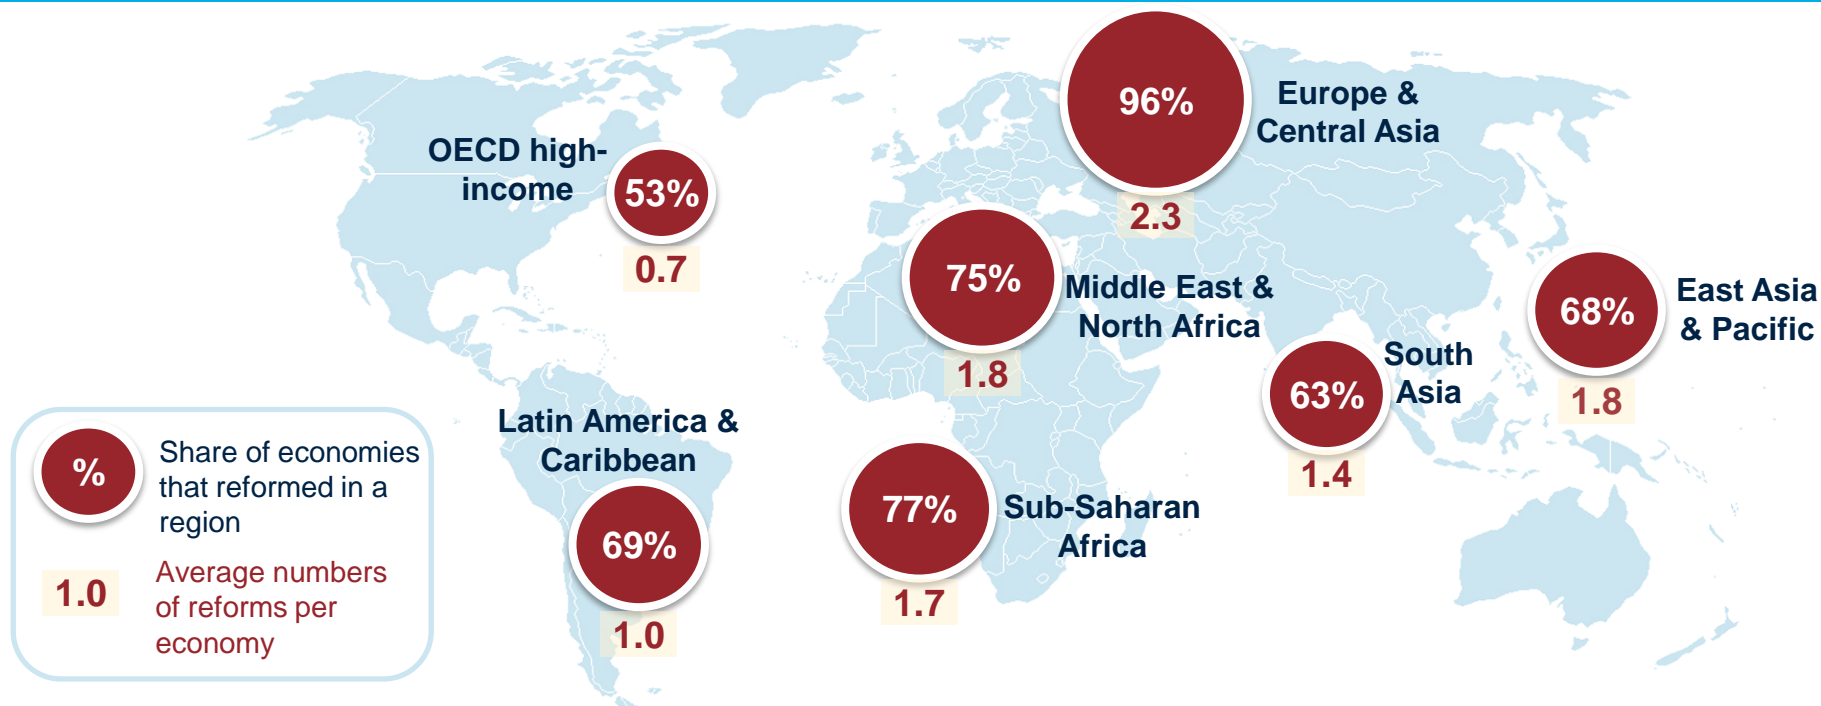 96%
Europe &
Central Asia
2.3
OECD high-
income
53%
0.7
75%
Middle East &
North Africa
1.8
68%
East Asia
& Pacific
1.8
South
Asia
63%
1.4
Latin America &
Caribbean
69%
1.0
77%
Sub-Saharan
Africa
1.7
%
Share of economies
that reformed in a
region
1.0
Average numbers
of reforms per
economy